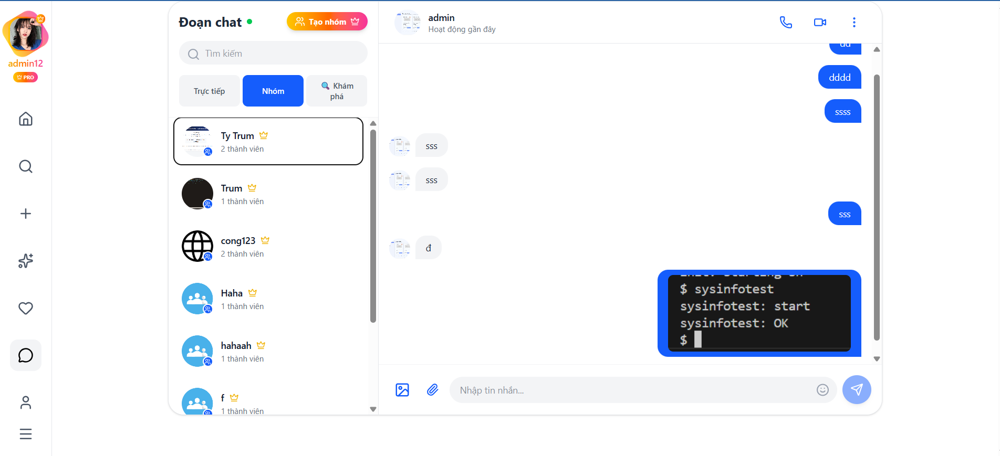 admin12
PRO
Đoạn chat
Tạo nhóm
Tìm kiếm
Trực tiếp
Nhóm
Khám
phá
Ty Trum
2 thành viên
Trum
1 thành viên
cong123
2 thành viên
Haha
1 thành viên
hahaah
1 thành viên
f
1 thành viên
admin
Hoạt động gần đây
dd
dddd
ssss
sss
sss
sss
đ
$ sysinfotest
sysinfotest: start
sysinfotest: OK
$
Nhập tin nhắn...